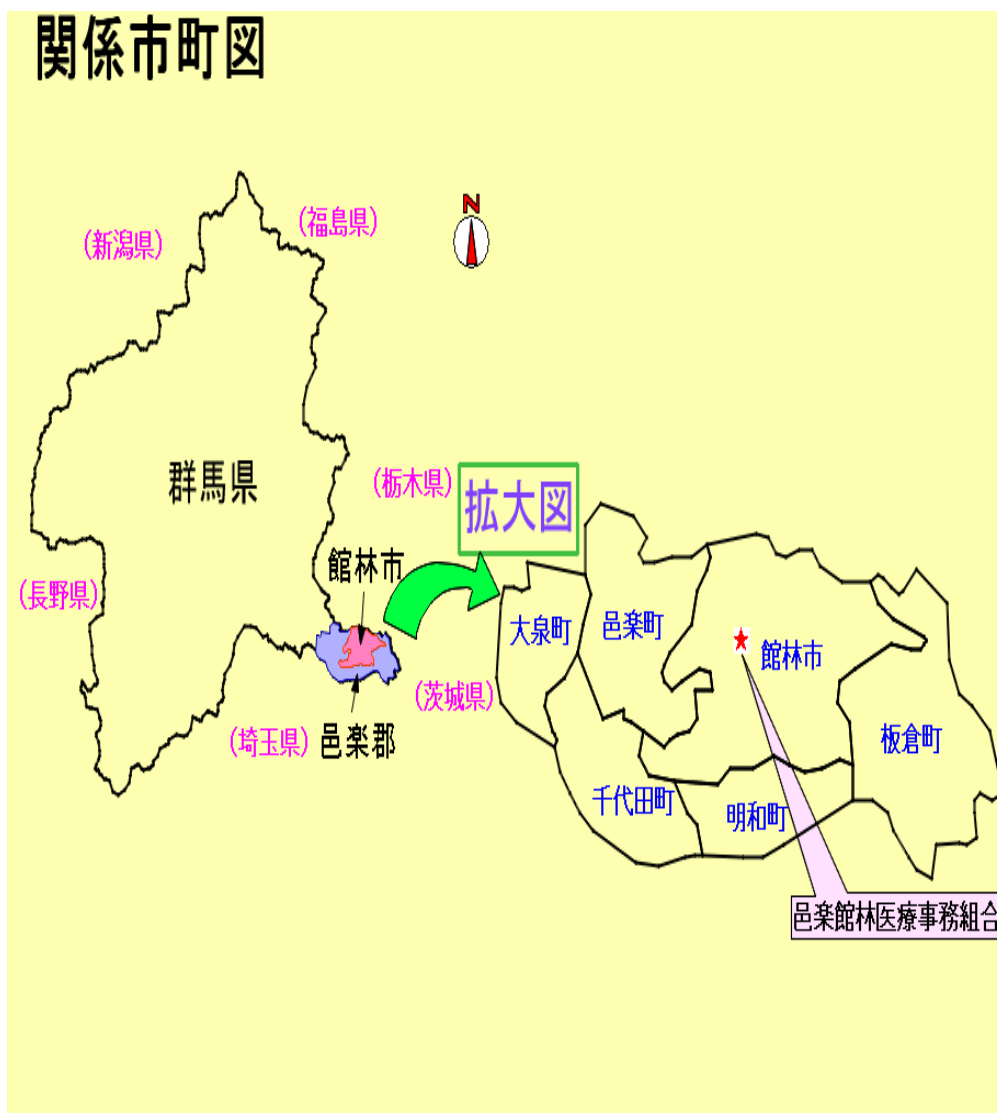 関係市町図
N
(福島県)
(新潟県)
群馬県
(栃木県)
拡大図
館林市
(長野県)
大泉町
邑楽町
館林市
(茨城県)
(埼玉県)
邑楽郡
板倉町
千代田町
明和町
邑楽館林医療事務組合